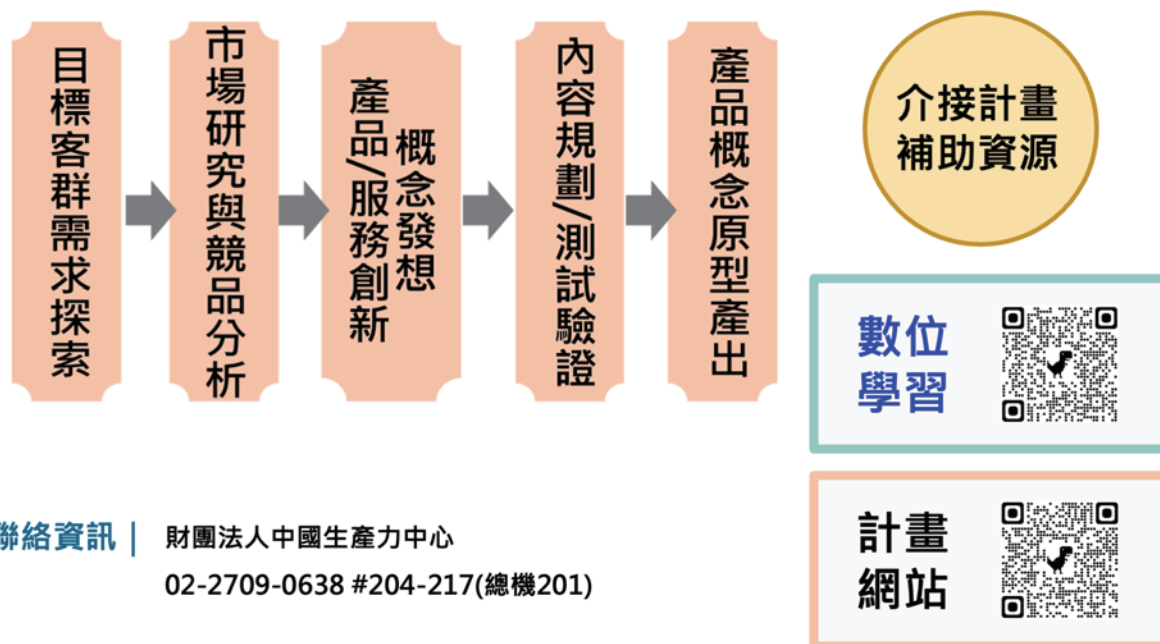 目標客群需求探索
市場研究與競品分析
產品/服務創新
概念發想
內容規劃/測試驗證
產品概念原型產出
介接計畫
補助資源
數位
學習
計畫
網站
聯絡資訊｜ 財團法人中國生產力中心
02-2709-0638 #204-217(總機201)